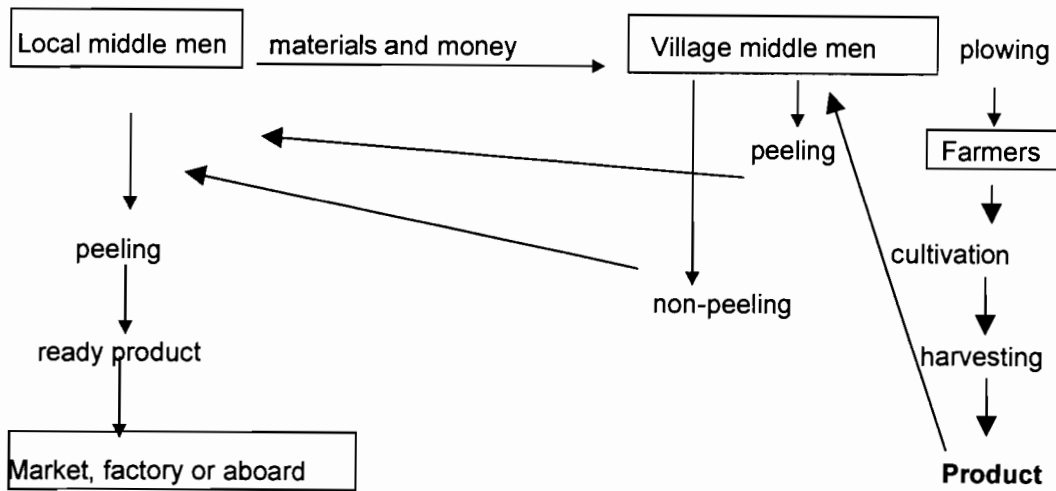 Local middle men
materials and money
Village middle men
plowing
peeling
Farmers
peeling
cultivation
non-peeling
ready product
harvesting
Market, factory or aboard
Product